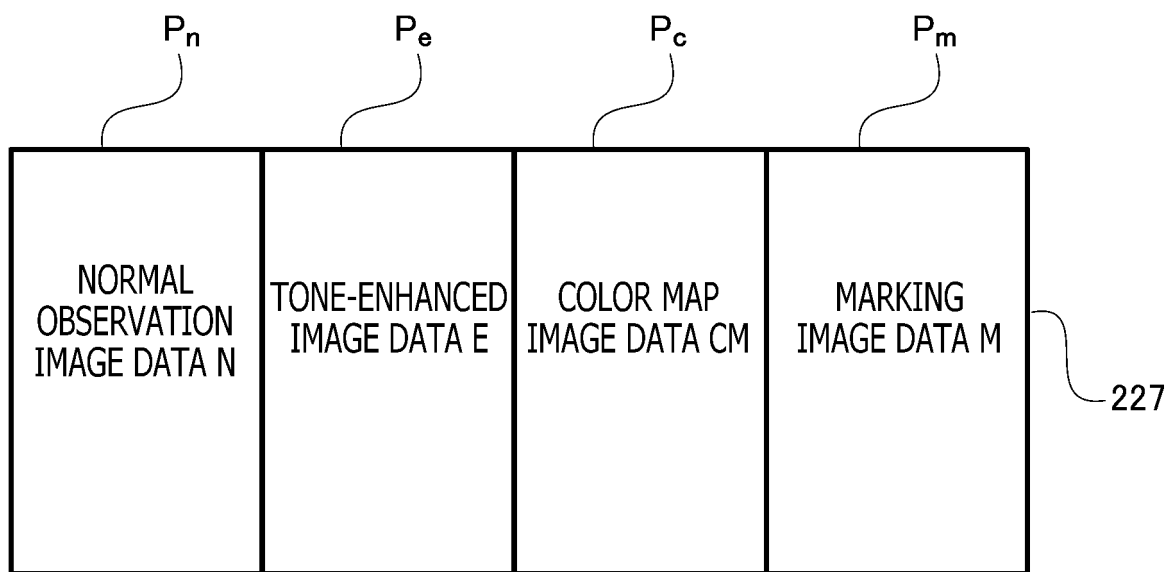 Pn Pe Pc Pm
NORMAL
OBSERVATION
IMAGE DATA N
TONE-ENHANCED
IMAGE DATA E
COLOR MAP
IMAGE DATA CM
MARKING
IMAGE DATA M
227